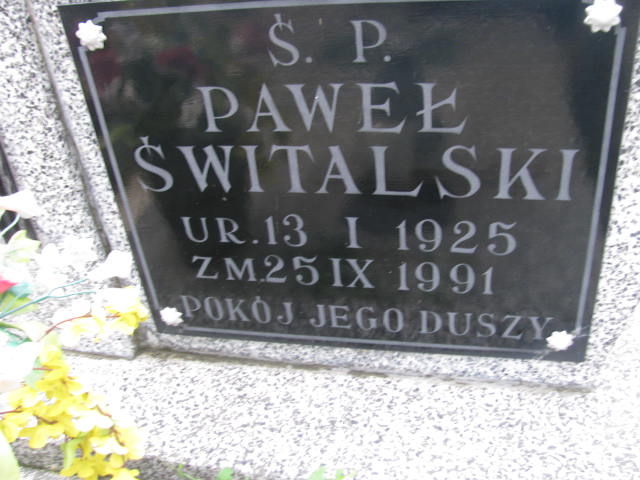 Ś. P.
PAWEŁ
ŚWITALSKI
UR. 13 I 1925
ZM. 25 IX 1991
POKÓJ JEGO DUSZY